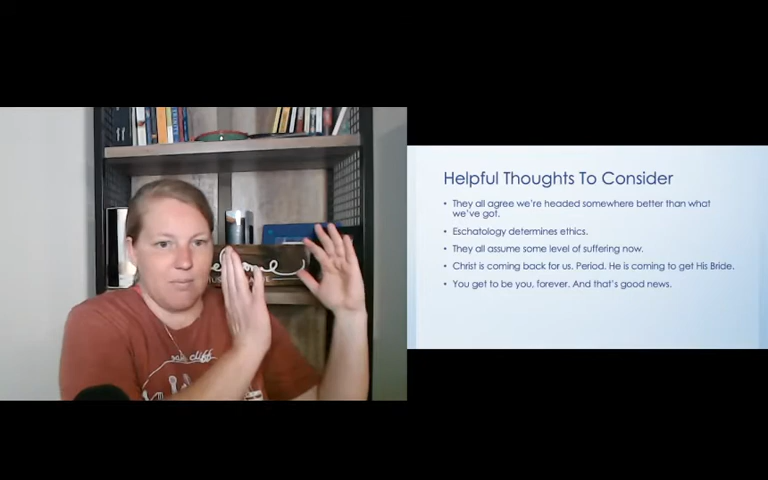 Helpful Thoughts To Consider
• They all agree we're headed somewhere better than what
we've got.
• Eschatology determines ethics.
• They all assume some level of suffering now.
• Christ is coming back for us. Period. He is coming to get His Bride.
• You get to be you, forever. And that's good news.